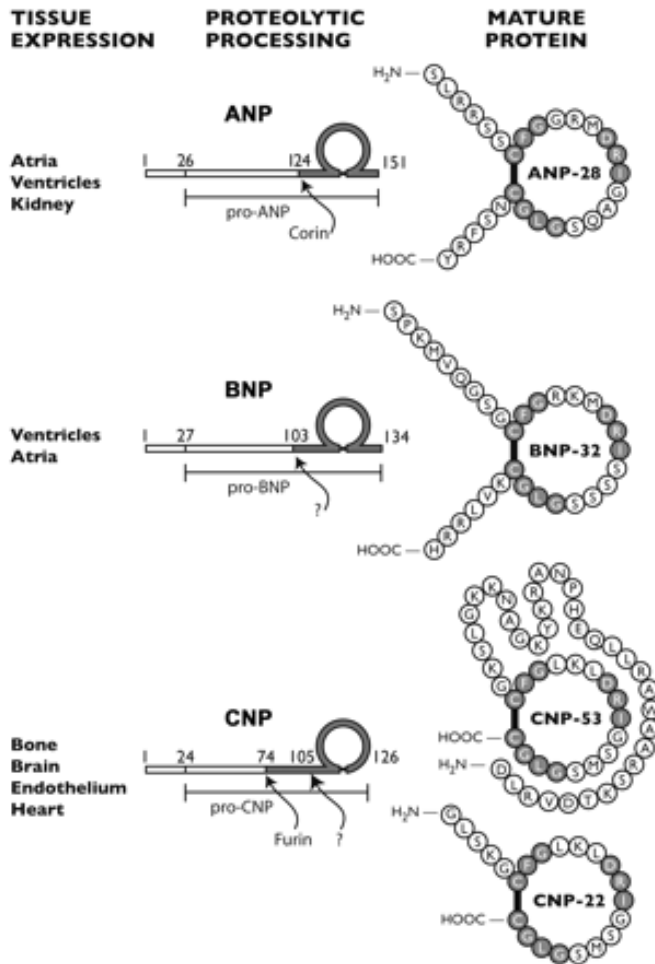 TISSUE
EXPRESSION
PROTEOLYTIC
PROCESSING
MATURE
PROTEIN
Atria
Ventricles
Kidney
ANP
1 26 124 151
pro-ANP
Corin
H₂N — S L R R S S C F G G R M D R I G A Q S G L G C N S F R Y
HOOC —
ANP-28
Ventricles
Atria
BNP
1 27 103 134
pro-BNP
?
H₂N — S P K M V Q G S G C F G R K M D R I S S S S G L G C K V L R R H
HOOC —
BNP-32
Bone
Brain
Endothelium
Heart
CNP
1 24 74 105 126
pro-CNP
Furin ?
H₂N — D L R V D T K S R A A W A R L L Q E H P N A R K Y K G A N K K G L S K G C F G L K L D R I G S M S G L G C
HOOC —
CNP-53
H₂N — G L S K G C F G L K L D R I G S M S G L G C
HOOC —
CNP-22